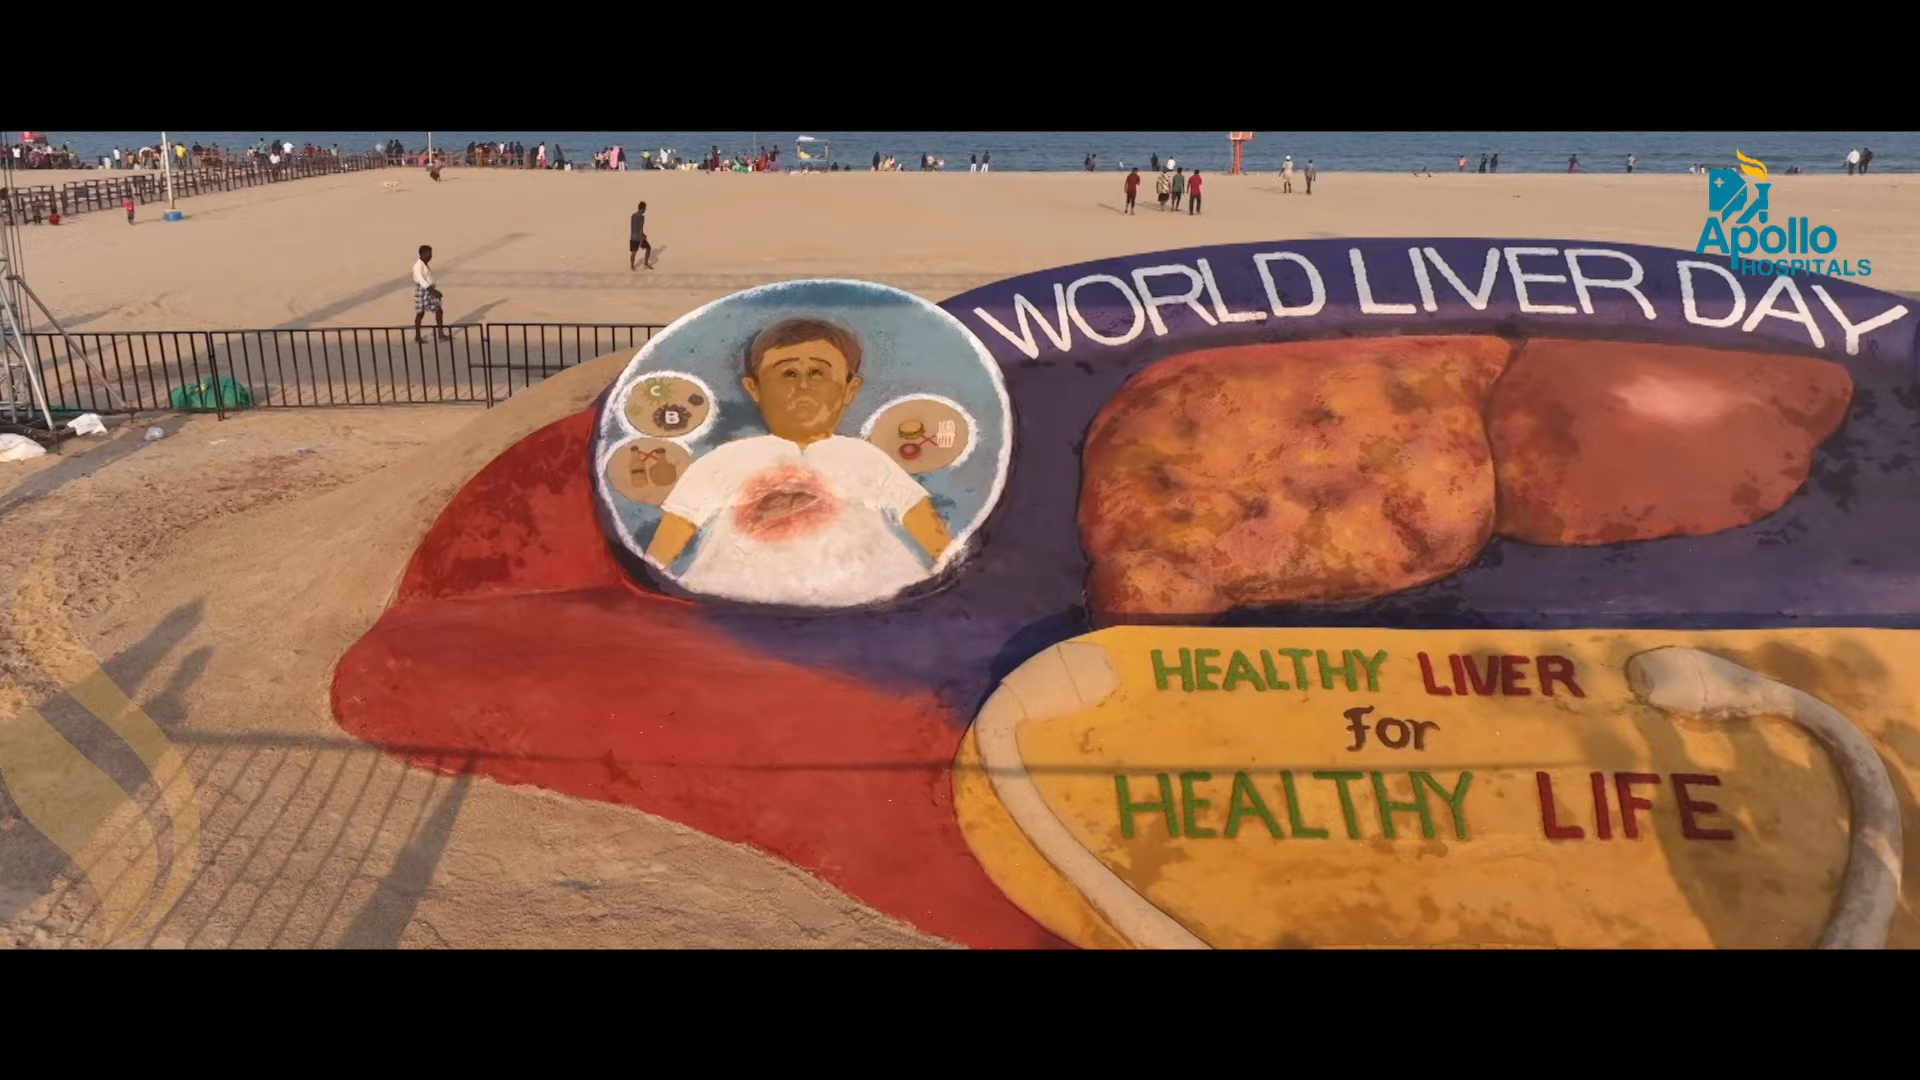 WORLD LIVER DAY
Apollo
HOSPITALS
B
HEALTHY LIVER
For
HEALTHY LIFE